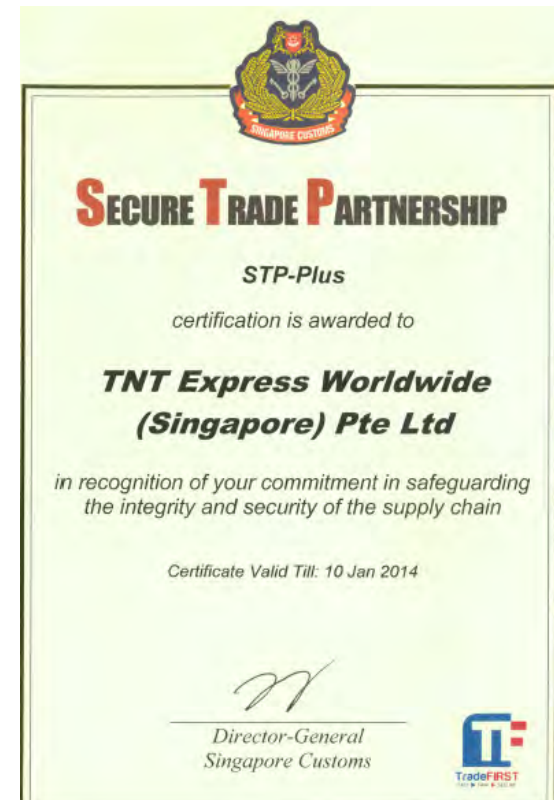 SINGAPORE CUSTOMS
SECURE TRADE PARTNERSHIP
STP-Plus
certification is awarded to
TNT Express Worldwide
(Singapore) Pte Ltd
in recognition of your commitment in safeguarding
the integrity and security of the supply chain
Certificate Valid Till: 10 Jan 2014
Director-General
Singapore Customs
TradeFIRST